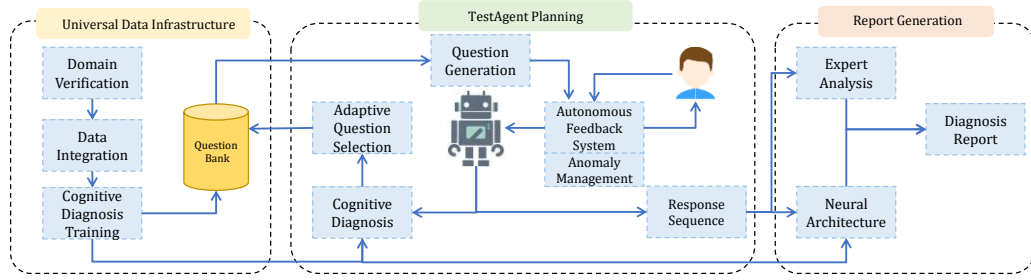 Universal Data Infrastructure
Domain
Verification
Data
Integration
Cognitive
Diagnosis
Training
Question
Bank
TestAgent Planning
Question
Generation
Adaptive
Question
Selection
Autonomous
Feedback
System
Anomaly
Management
Cognitive
Diagnosis
Response
Sequence
Report Generation
Expert
Analysis
Diagnosis
Report
Neural
Architecture